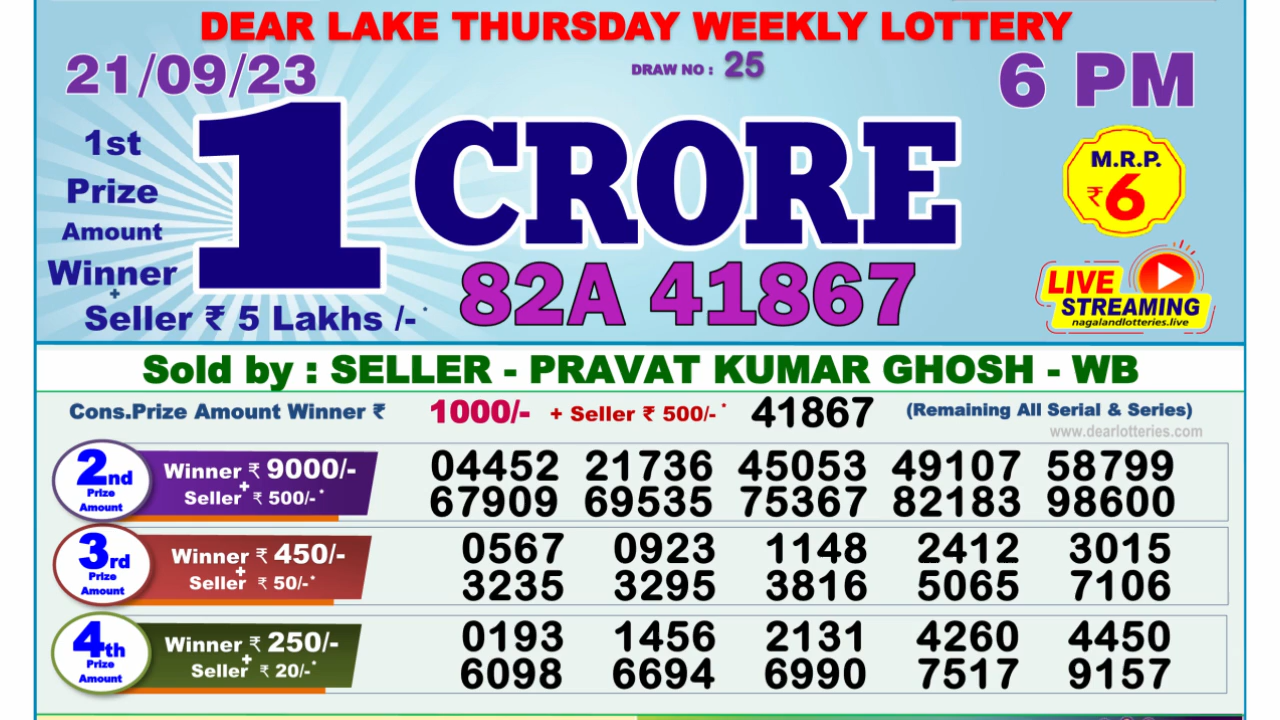 DEAR LAKE THURSDAY WEEKLY LOTTERY
21/09/23
DRAW NO : 25
6 PM
1st
Prize
Amount
Winner
+
Seller ₹ 5 Lakhs /-*
1 CRORE
82A 41867
M.R.P.
₹6
LIVE
STREAMING
nagalandlotteries.live
Sold by : SELLER - PRAVAT KUMAR GHOSH - WB
Cons.Prize Amount Winner ₹ 1000/- + Seller ₹ 500/-* 41867 (Remaining All Serial & Series)
www.dearlotteries.com
2nd
Prize
Amount
Winner ₹ 9000/-
+
Seller ₹ 500/-*
04452 21736 45053 49107 58799
67909 69535 75367 82183 98600
3rd
Prize
Amount
Winner ₹ 450/-
+
Seller ₹ 50/-*
0567 0923 1148 2412 3015
3235 3295 3816 5065 7106
4th
Prize
Amount
Winner ₹ 250/-
+
Seller ₹ 20/-*
0193 1456 2131 4260 4450
6098 6694 6990 7517 9157